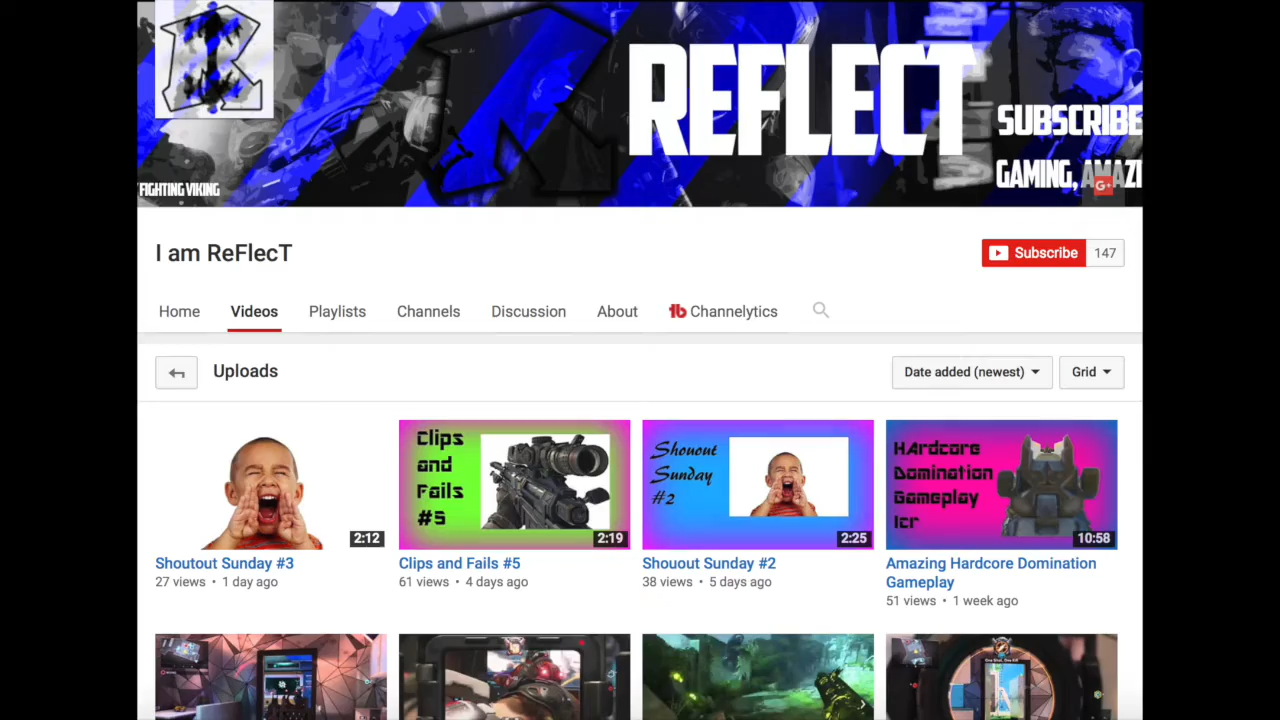 REFLECT
SUBSCRIBE
GAMING, AMAZI
FIGHTING VIKING
I am ReFlecT
Subscribe 147
Home Videos Playlists Channels Discussion About Channelytics
Uploads
Date added (newest) Grid
Clips
and
Fails
#5
Shouout
Sunday
#2
HArdcore
Domination
Gameplay
Icr
2:12
2:19
2:25
10:58
Shoutout Sunday #3
27 views • 1 day ago
Clips and Fails #5
61 views • 4 days ago
Shouout Sunday #2
38 views • 5 days ago
Amazing Hardcore Domination
Gameplay
51 views • 1 week ago